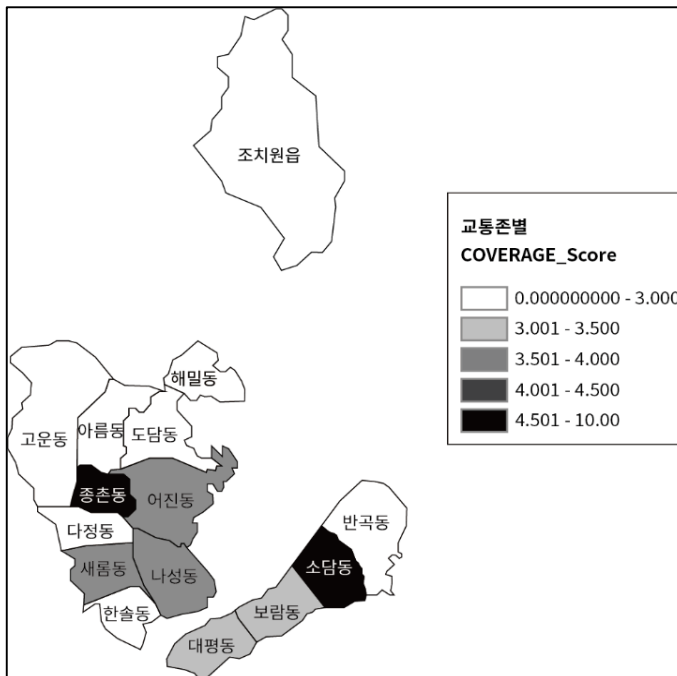 조치원읍
교통존별
COVERAGE_Score
0.000000000 - 3.000
3.001 - 3.500
3.501 - 4.000
4.001 - 4.500
4.501 - 10.00
해밀동
고운동
아름동
도담동
종촌동
어진동
다정동
반곡동
새롬동
나성동
소담동
한솔동
보람동
대평동